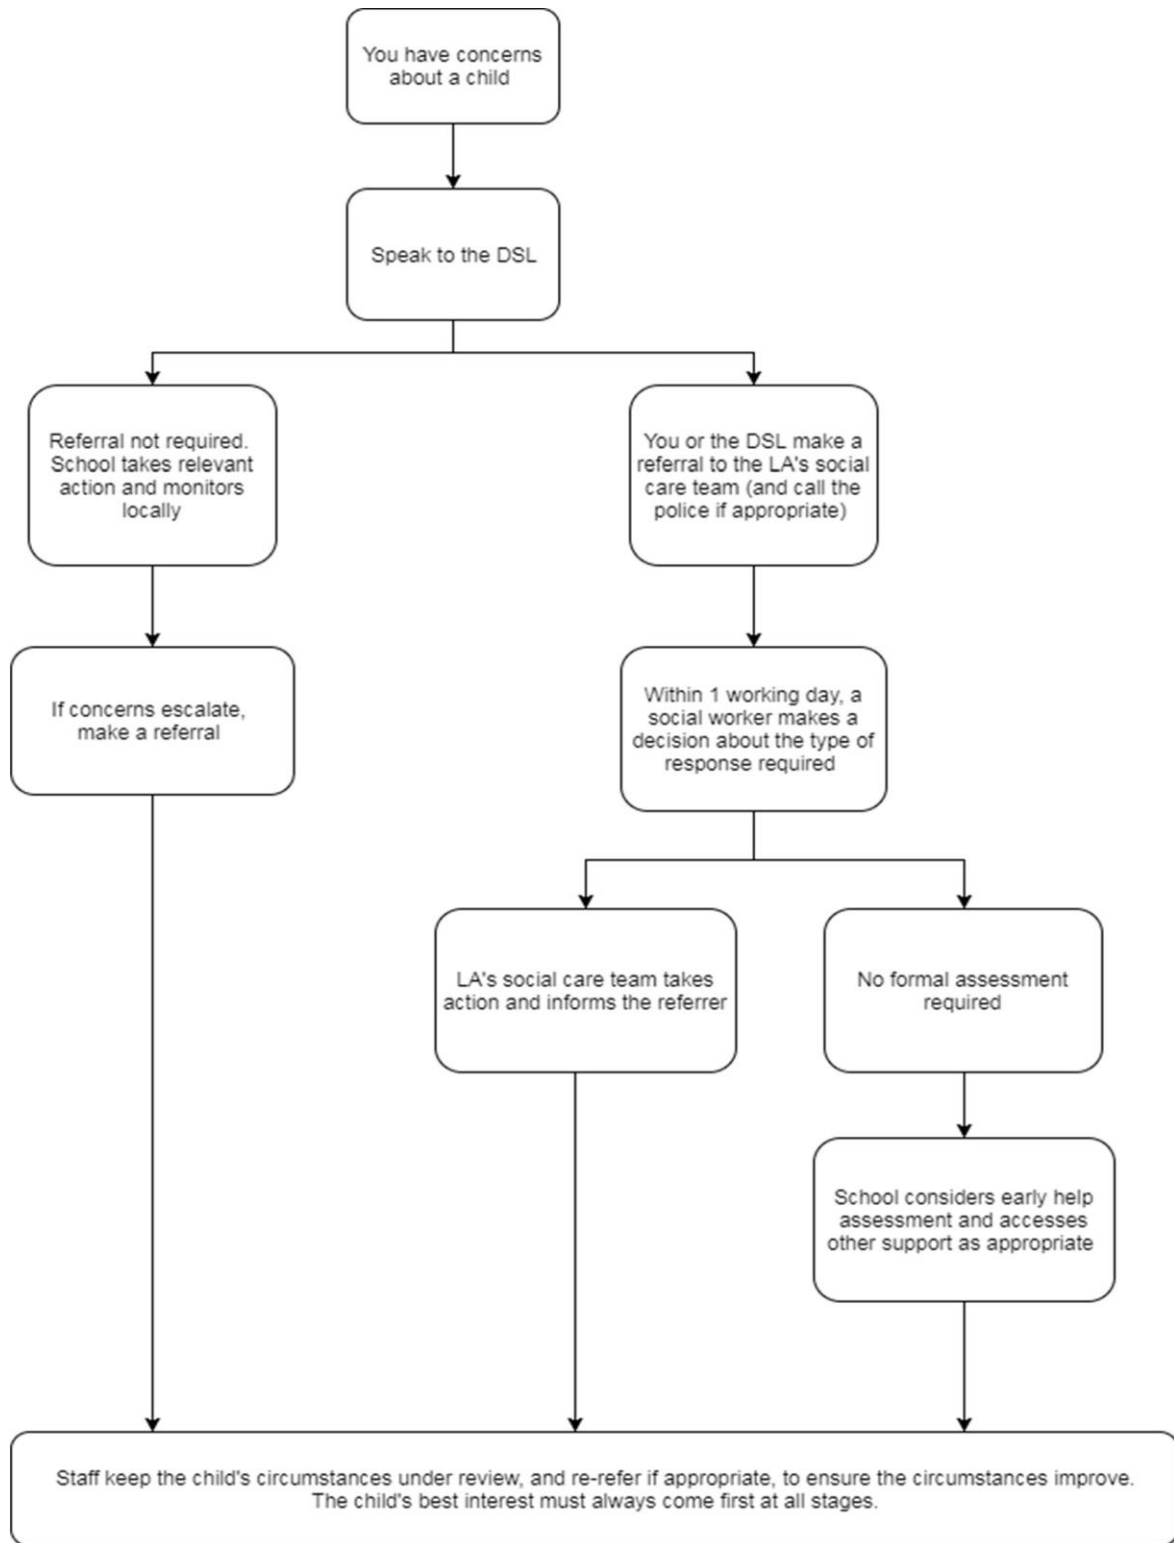 You have concerns
about a child
Speak to the DSL
Referral not required.
School takes relevant
action and monitors
locally
You or the DSL make a
referral to the LA's social
care team (and call the
police if appropriate)
If concerns escalate,
make a referral
Within 1 working day, a
social worker makes a
decision about the type of
response required
LA's social care team takes
action and informs the referrer
No formal assessment
required
School considers early help
assessment and accesses
other support as appropriate
Staff keep the child's circumstances under review, and re-refer if appropriate, to ensure the circumstances improve.
The child's best interest must always come first at all stages.